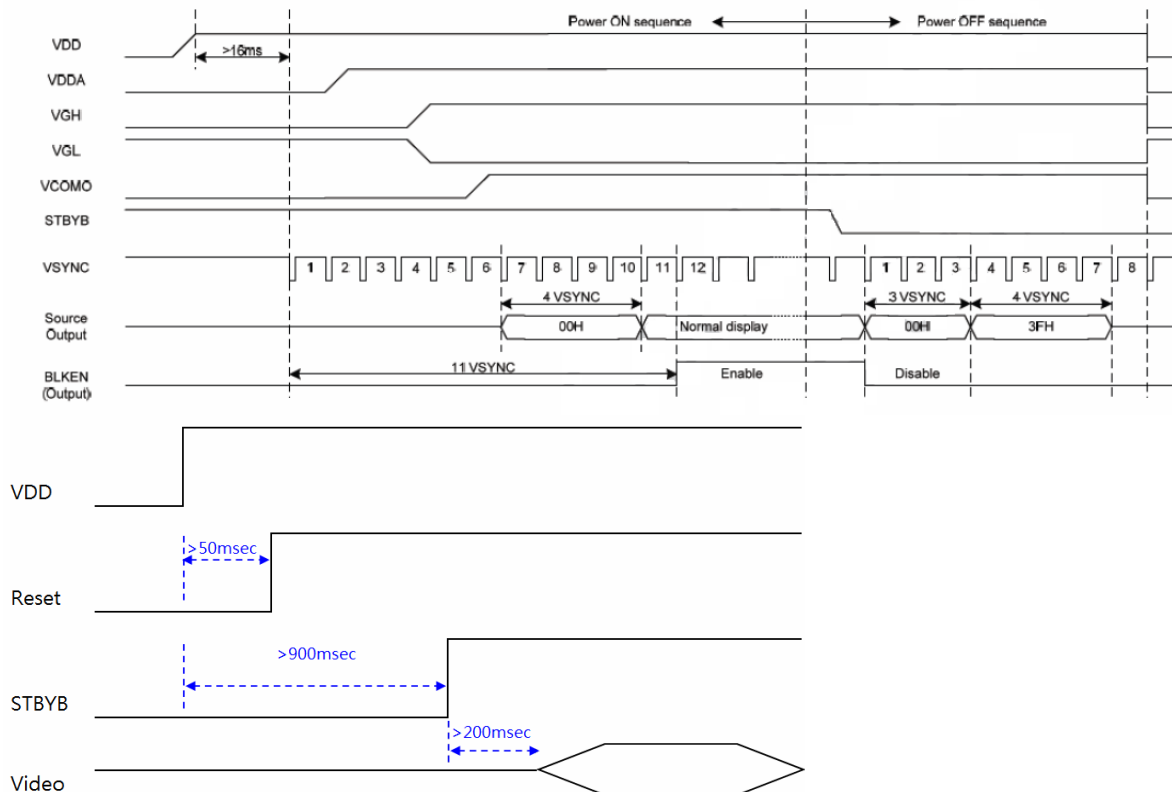 Power ON sequence Power OFF sequence
VDD
>16ms
VDDA
VGH
VGL
VCOMO
STBYB
VSYNC 1 2 3 4 5 6 7 8 9 10 11 12 1 2 3 4 5 6 7 8
4 VSYNC 3 VSYNC 4 VSYNC
Source
Output
00H Normal display 00H 3FH
11 VSYNC
BLKEN
(Output)
Enable Disable
VDD
>50msec
Reset
>900msec
STBYB
>200msec
Video